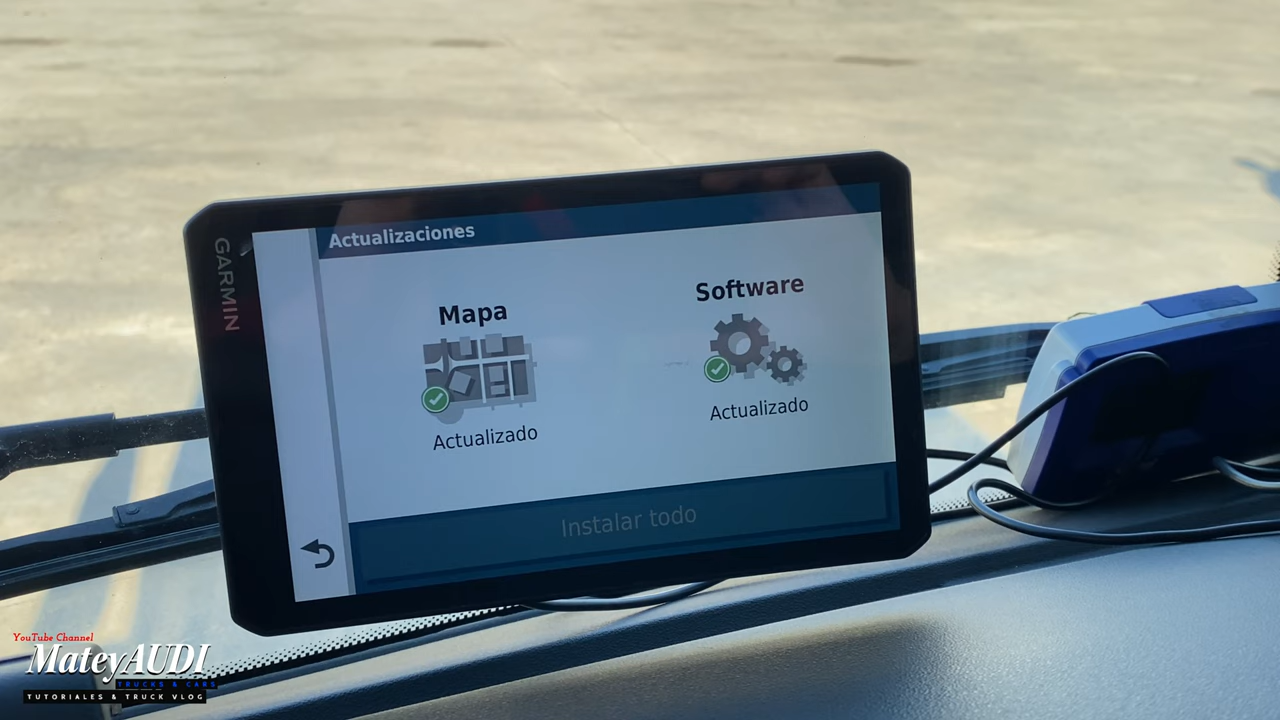 GARMIN
Actualizaciones
Mapa
Actualizado
Software
Actualizado
Instalar todo
YouTube Channel
MateyAUDI
TRUCKS & CARS
TUTORIALES & TRUCK VLOG